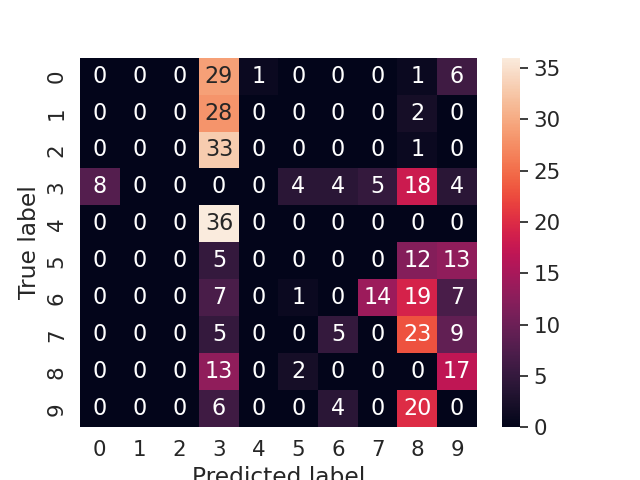 0 0 0 0 29 1 0 0 0 1 6 35
1 0 0 0 28 0 0 0 0 2 0 30
2 0 0 0 33 0 0 0 0 1 0 25
3 8 0 0 0 0 4 4 5 18 4
4 0 0 0 36 0 0 0 0 0 0 20
5 0 0 0 5 0 0 0 0 12 13 15
6 0 0 0 7 0 1 0 14 19 7
7 0 0 0 5 0 0 5 0 23 9 10
8 0 0 0 13 0 2 0 0 0 17 5
9 0 0 0 6 0 0 4 0 20 0 0
True label
0 1 2 3 4 5 6 7 8 9
Predicted label